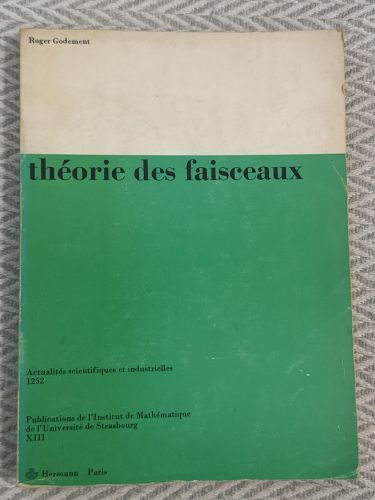 Roger Godement
théorie des faisceaux
Actualités scientifiques et industrielles
1252
Publications de l'Institut de Mathématique
de l'Université de Strasbourg
XIII
Hermann Paris